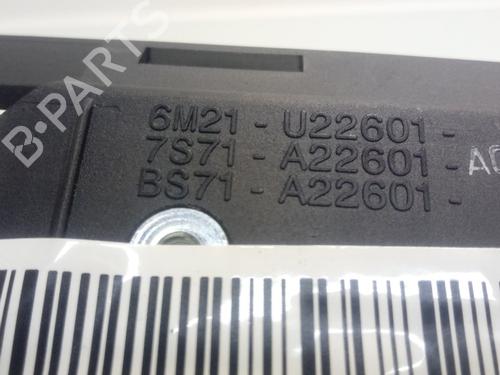 B-PARTS
6M21 - U22601 -
7S71 - A22601 -
BS71 - A22601 -